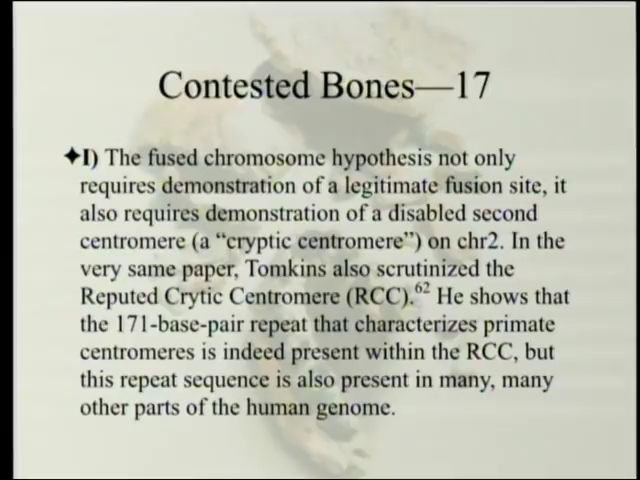 Contested Bones—17
✦I) The fused chromosome hypothesis not only
requires demonstration of a legitimate fusion site, it
also requires demonstration of a disabled second
centromere (a “cryptic centromere”) on chr2. In the
very same paper, Tomkins also scrutinized the
Reputed Crytic Centromere (RCC).62 He shows that
the 171-base-pair repeat that characterizes primate
centromeres is indeed present within the RCC, but
this repeat sequence is also present in many, many
other parts of the human genome.